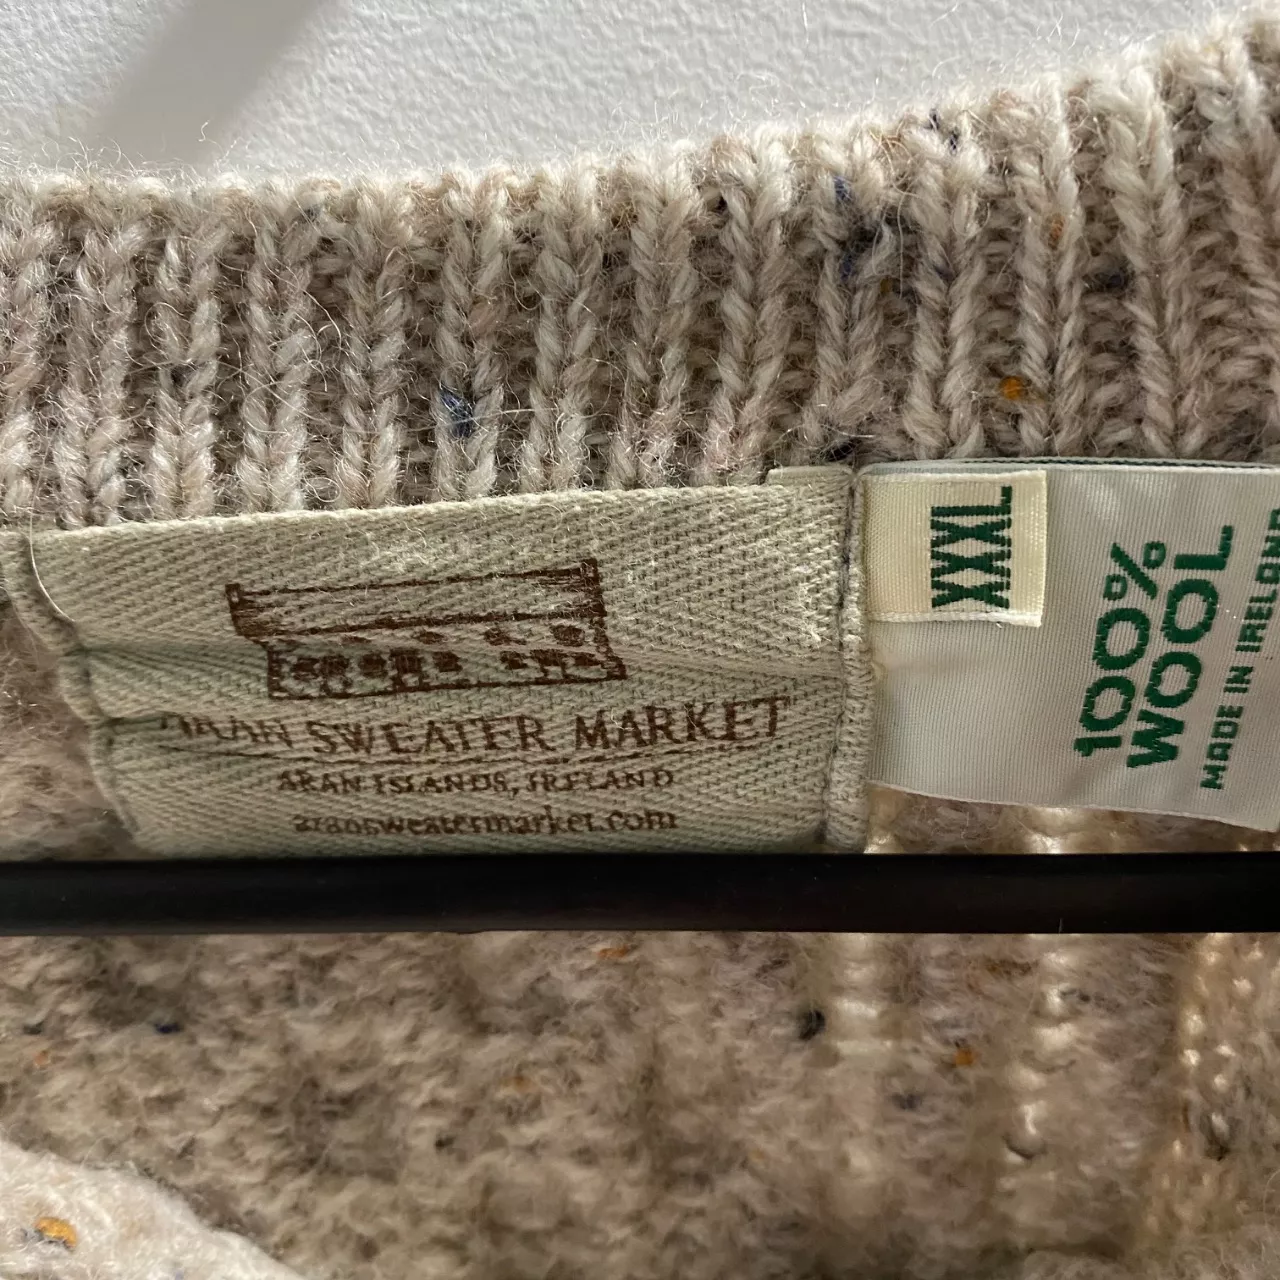 ARAN SWEATER MARKET
ARAN ISLANDS, IRELAND
aransweatermarket.com
XXXL
100%
WOOL
MADE IN IRELAND